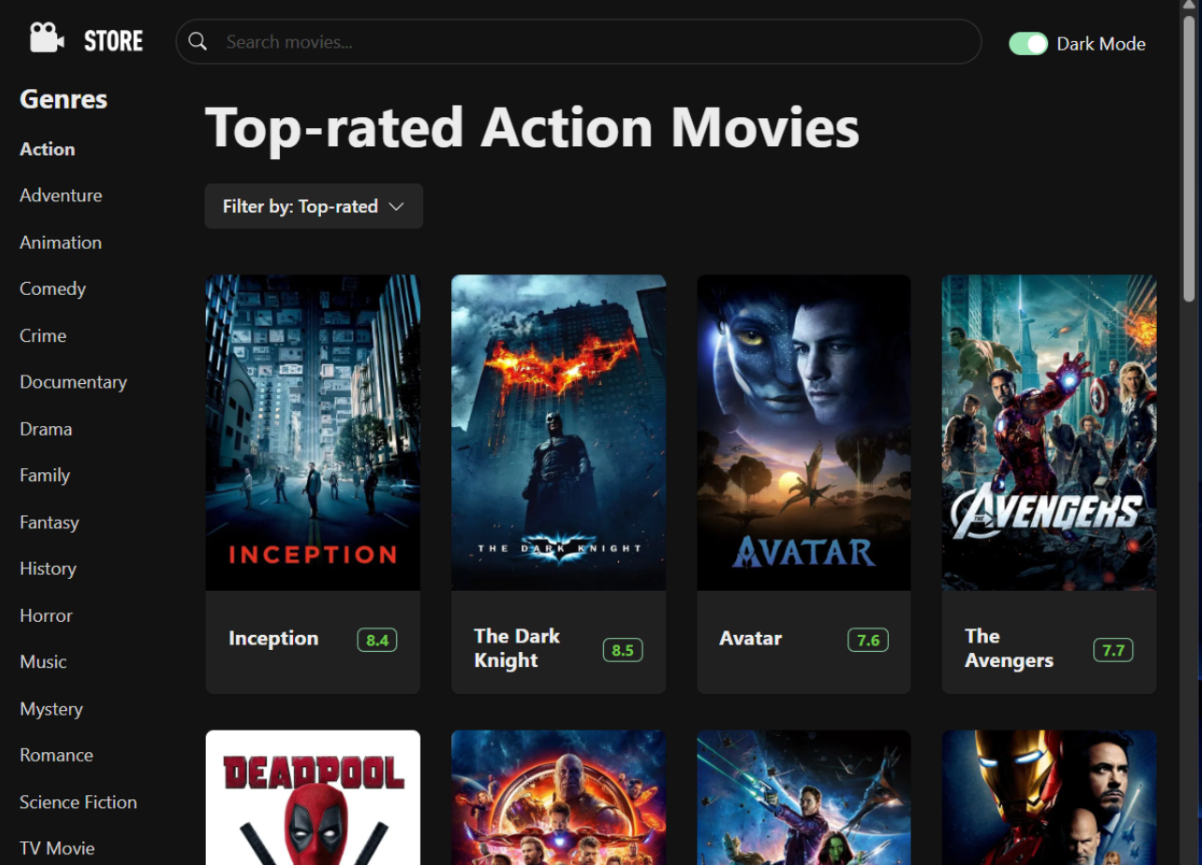 STORE
Search movies...
Dark Mode
Genres
Action
Adventure
Animation
Comedy
Crime
Documentary
Drama
Family
Fantasy
History
Horror
Music
Mystery
Romance
Science Fiction
TV Movie
Top-rated Action Movies
Filter by: Top-rated
INCEPTION
Inception
8.4
THE DARK KNIGHT
The Dark
Knight
8.5
AVATAR
Avatar
7.6
THE AVENGERS
The
Avengers
7.7
DEADPOOL